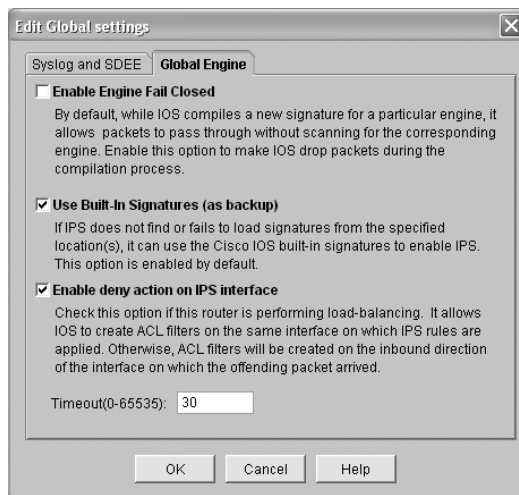 Edit Global settings
Syslog and SDEE
Global Engine
Enable Engine Fail Closed
By default, while IOS compiles a new signature for a particular engine, it
allows packets to pass through without scanning for the corresponding
engine. Enable this option to make IOS drop packets during the
compilation process.
Use Built-In Signatures (as backup)
If IPS does not find or fails to load signatures from the specified
location(s), it can use the Cisco IOS built-in signatures to enable IPS.
This option is enabled by default.
Enable deny action on IPS interface
Check this option if this router is performing load-balancing. It allows
IOS to create ACL filters on the same interface on which IPS rules are
applied. Otherwise, ACL filters will be created on the inbound direction
of the interface on which the offending packet arrived.
Timeout(0-65535): 30
OK
Cancel
Help